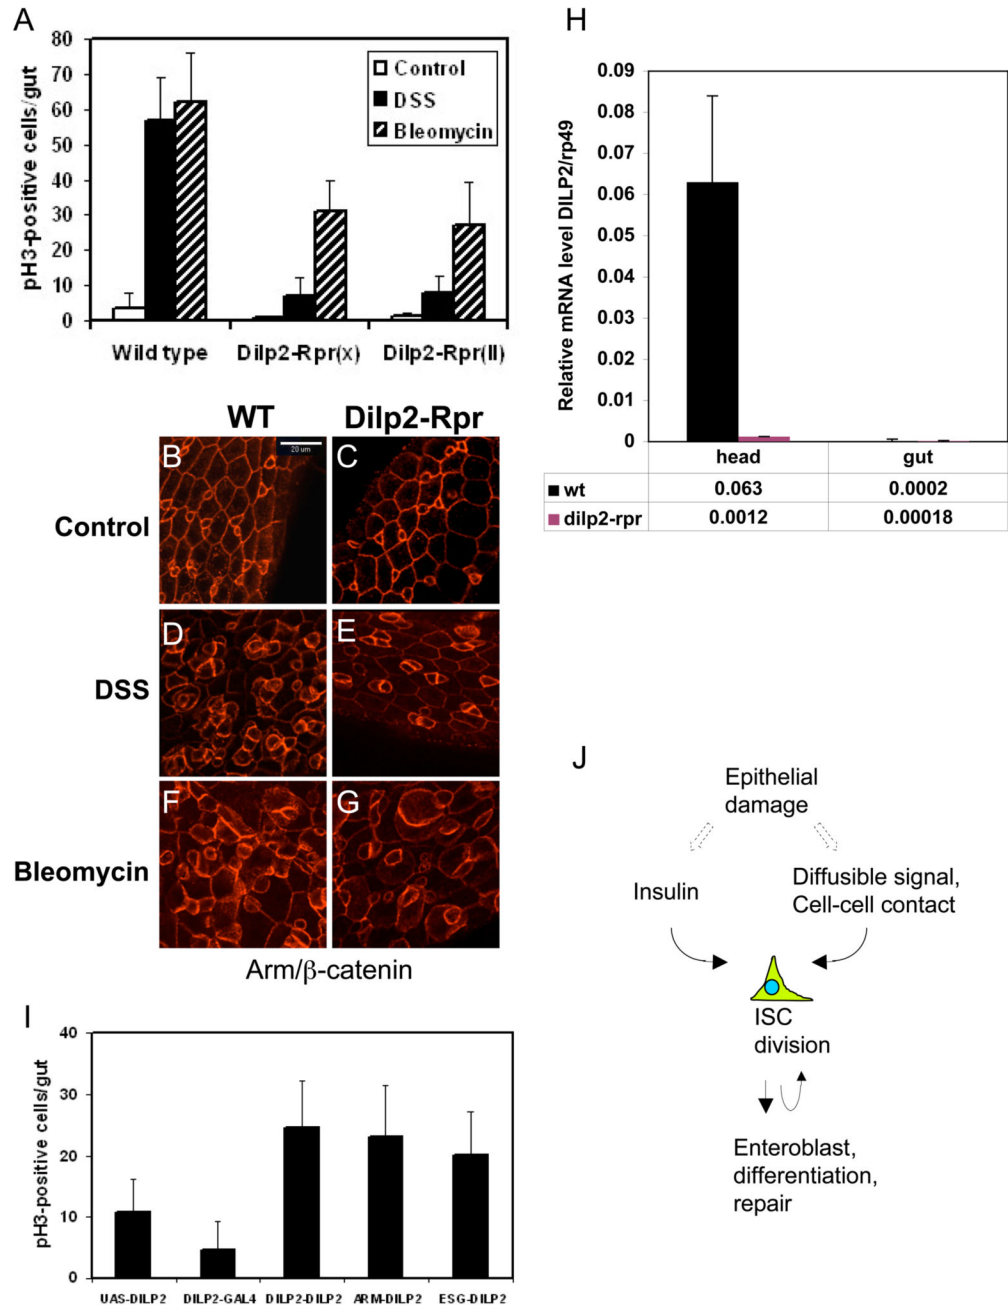 A
80
70
60
50
40
30
20
10
0
pH3-positive cells/gut
Control
DSS
Bleomycin
Wild type
Dilp2-Rpr(x)
Dilp2-Rpr(II)
WT
Dilp2-Rpr
Control
B
20 um
C
DSS
D
E
Bleomycin
F
G
Arm/β-catenin
H
0.09
0.08
0.07
0.06
0.05
0.04
0.03
0.02
0.01
0
Relative mRNA level DILP2/rp49
head
gut
wt
0.063
0.0002
dilp2-rpr
0.0012
0.00018
I
40
30
20
10
0
pH3-positive cells/gut
UAS-DILP2
DILP2-GAL4
DILP2-DILP2
ARM-DILP2
ESG-DILP2
J
Epithelial
damage
Insulin
Diffusible signal,
Cell-cell contact
ISC
division
Enteroblast,
differentiation,
repair